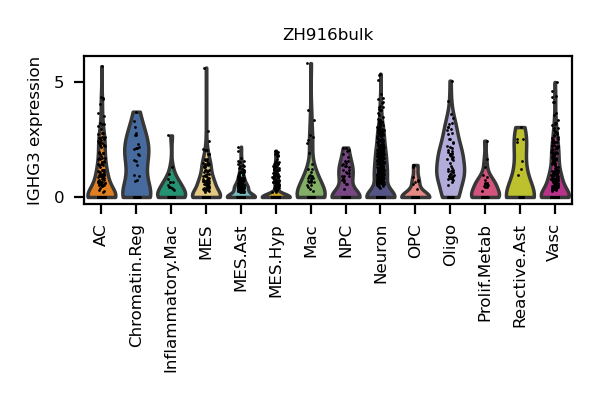 ZH916bulk
IGHG3 expression
5
0
AC
Chromatin.Reg
Inflammatory.Mac
MES
MES.Ast
MES.Hyp
Mac
NPC
Neuron
OPC
Oligo
Prolif.Metab
Reactive.Ast
Vasc